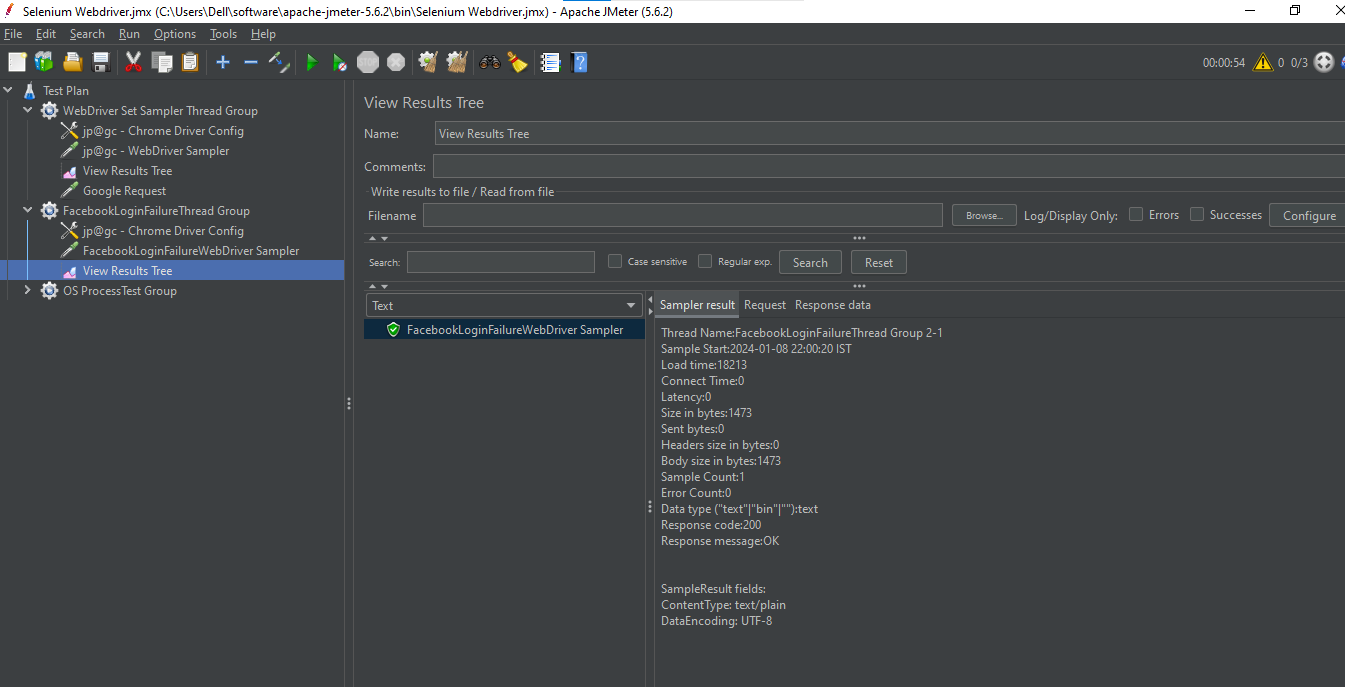 Selenium Webdriver.jmx (C:\Users\Dell\software\apache-jmeter-5.6.2\bin\Selenium Webdriver.jmx) - Apache JMeter (5.6.2)
File Edit Search Run Options Tools Help
STOP 00:00:54 0 0/3
Test Plan
WebDriver Set Sampler Thread Group
jp@gc - Chrome Driver Config
jp@gc - WebDriver Sampler
View Results Tree
Google Request
FacebookLoginFailureThread Group
jp@gc - Chrome Driver Config
FacebookLoginFailureWebDriver Sampler
View Results Tree
OS ProcessTest Group
View Results Tree
Name: View Results Tree
Comments:
Write results to file / Read from file
Filename Browse... Log/Display Only: Errors Successes Configure
Search: Case sensitive Regular exp. Search Reset
Text
FacebookLoginFailureWebDriver Sampler
Sampler result Request Response data
Thread Name:FacebookLoginFailureThread Group 2-1
Sample Start:2024-01-08 22:00:20 IST
Load time:18213
Connect Time:0
Latency:0
Size in bytes:1473
Sent bytes:0
Headers size in bytes:0
Body size in bytes:1473
Sample Count:1
Error Count:0
Data type ("text"|"bin"|""):text
Response code:200
Response message:OK
SampleResult fields:
ContentType: text/plain
DataEncoding: UTF-8